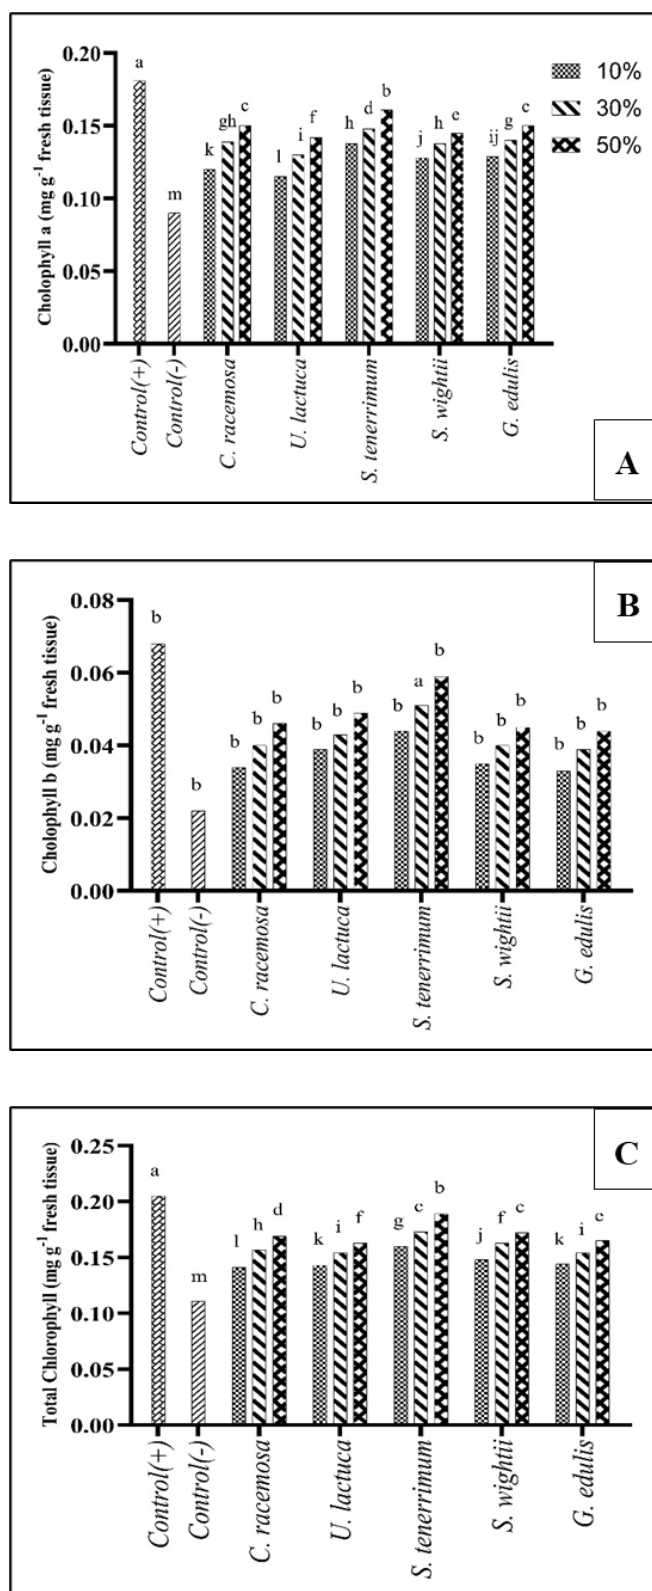 Cholophyll a (mg g⁻¹ fresh tissue)
0.20
0.15
0.10
0.05
0.00
a
m
k
gh
c
l
i
f
h
d
b
j
h
e
ij
g
c
10%
30%
50%
Control(+)
Control(-)
C. racemosa
U. lactuca
S. tenerrimum
S. wightii
G. edulis
A
Cholophyll b (mg g⁻¹ fresh tissue)
0.08
0.06
0.04
0.02
0.00
b
b
b
b
b
b
b
b
b
a
b
b
b
b
b
b
b
Control(+)
Control(-)
C. racemosa
U. lactuca
S. tenerrimum
S. wightii
G. edulis
B
Total Chlorophyll (mg g⁻¹ fresh tissue)
0.25
0.20
0.15
0.10
0.05
0.00
a
m
l
h
d
k
i
f
g
c
b
j
f
c
k
i
e
Control(+)
Control(-)
C. racemosa
U. lactuca
S. tenerrimum
S. wightii
G. edulis
C